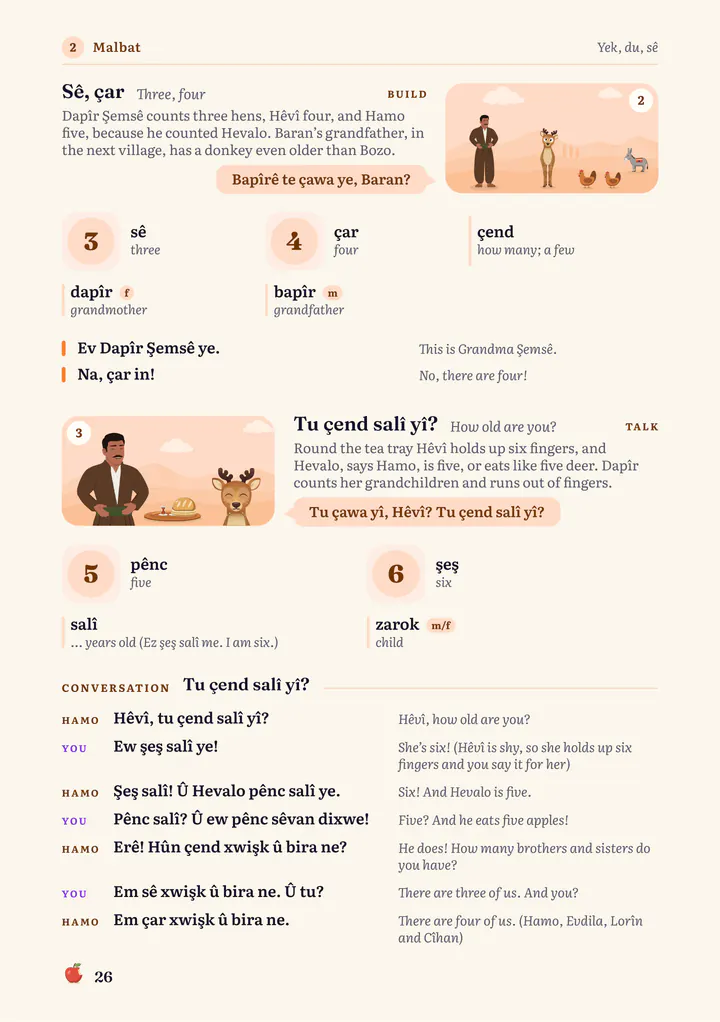 2 Malbat
Yek, du, sê
Sê, çar Three, four BUILD
Dapîr Şemsê counts three hens, Hêvî four, and Hamo
five, because he counted Hevalo. Baran’s grandfather, in
the next village, has a donkey even older than Bozo.
Bapîrê te çawa ye, Baran?
2
3 sê
three
4 çar
four
çend
how many; a few
dapîr f
grandmother
bapîr m
grandfather
Ev Dapîr Şemsê ye. This is Grandma Şemsê.
Na, çar in! No, there are four!
3
Tu çend salî yî? How old are you? TALK
Round the tea tray Hêvî holds up six fingers, and
Hevalo, says Hamo, is five, or eats like five deer. Dapîr
counts her grandchildren and runs out of fingers.
Tu çawa yî, Hêvî? Tu çend salî yî?
5 pênc
five
6 şeş
six
salî
... years old (Ez şeş salî me. I am six.)
zarok m/f
child
CONVERSATION Tu çend salî yî?
HAMO Hêvî, tu çend salî yî? Hêvî, how old are you?
YOU Ew şeş salî ye! She’s six! (Hêvî is shy, so she holds up six
fingers and you say it for her)
HAMO Şeş salî! Û Hevalo pênc salî ye. Six! And Hevalo is five.
YOU Pênc salî? Û ew pênc sêvan dixwe! Five? And he eats five apples!
HAMO Erê! Hûn çend xwişk û bira ne? He does! How many brothers and sisters do
you have?
YOU Em sê xwişk û bira ne. Û tu? There are three of us. And you?
HAMO Em çar xwişk û bira ne. There are four of us. (Hamo, Evdila, Lorîn
and Cîhan)
26